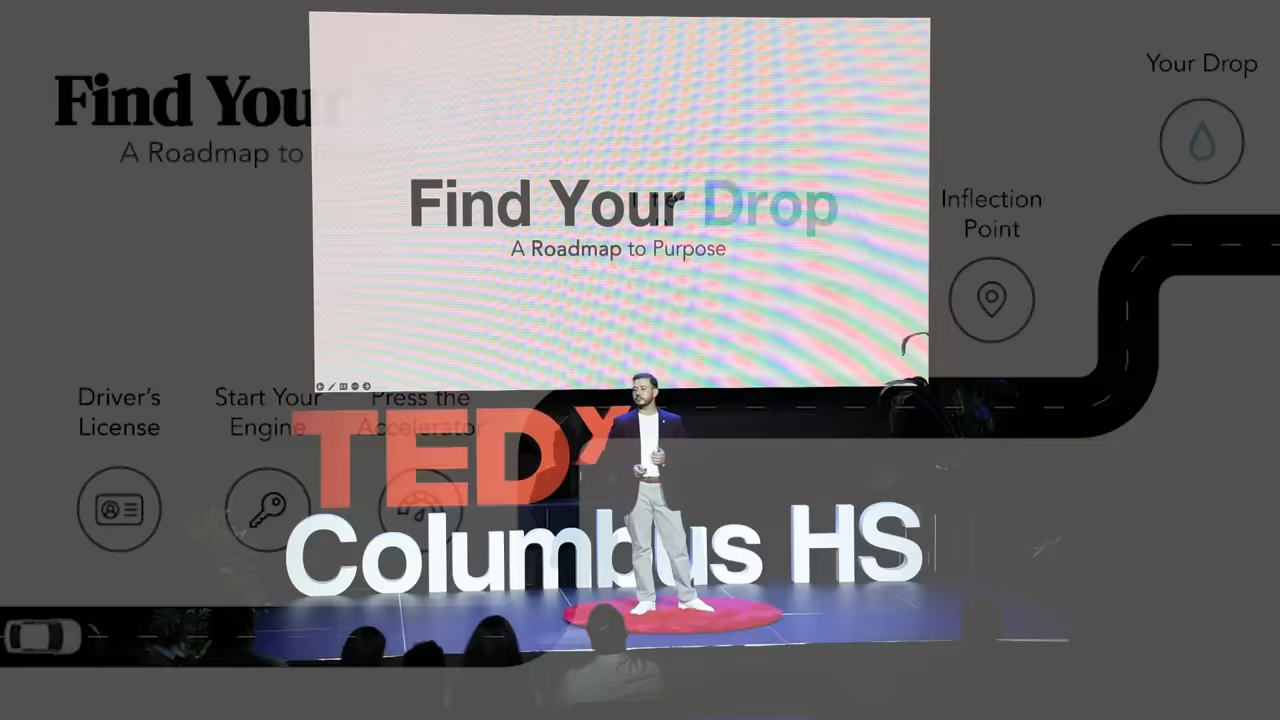 Find Your
A Roadmap to
Find Your Drop
A Roadmap to Purpose
Your Drop
Inflection
Point
Driver's
License
Start Your
Engine
Press the
Accelerator
TEDx
Columbus HS